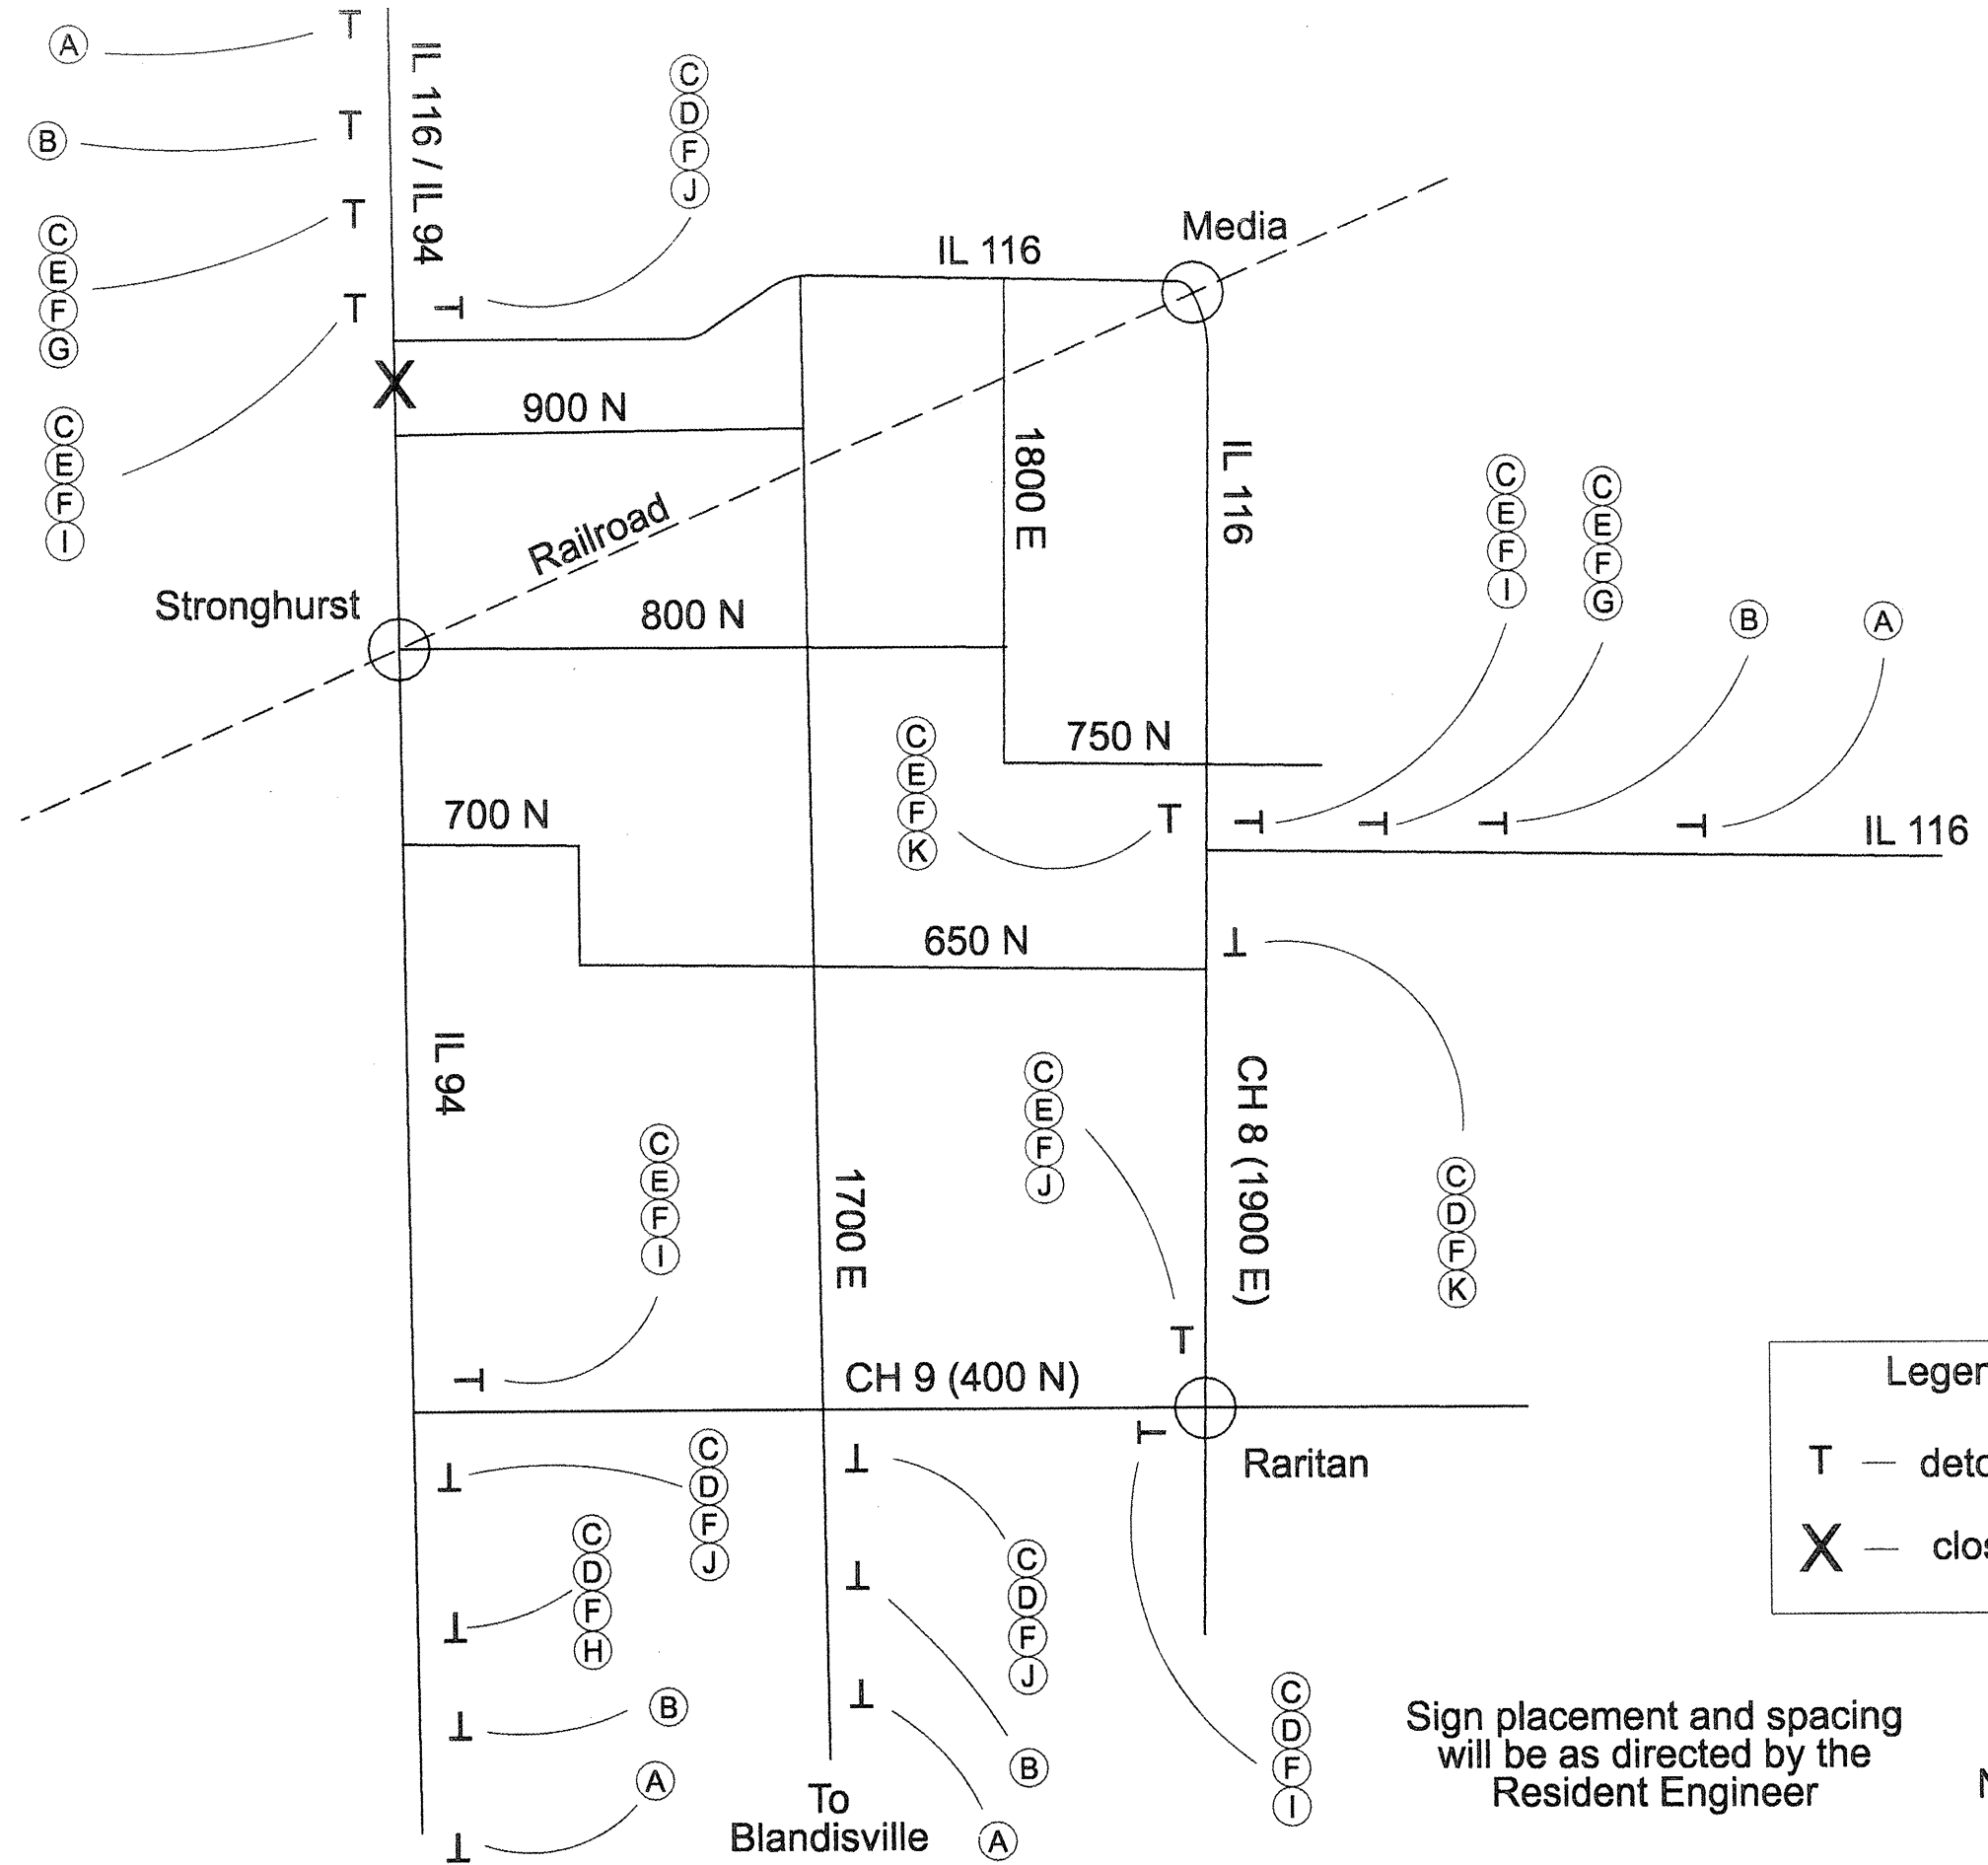 A
T
IL 116 / IL 94
B
T
C
D
F
J
C
E
F
G
T
T
T
IL 116
Media
900 N
X
C
E
F
I
Railroad
1800 E
IL 116
C
E
F
I
C
E
F
G
B
A
Stronghurst
800 N
C
E
F
K
750 N
T
T
T
T
T
IL 116
700 N
650 N
T
IL 94
C
E
F
J
CH 8 (1900 E)
C
D
F
K
C
E
F
I
1700 E
T
T
CH 9 (400 N)
T
Raritan
T
C
D
F
J
T
C
D
F
J
C
D
F
H
T
T
B
T
B
T
A
T
A
T
C
D
F
I
To
Blandisville
T —
X —
Sign placement and spacing
will be as directed by the
Resident Engineer